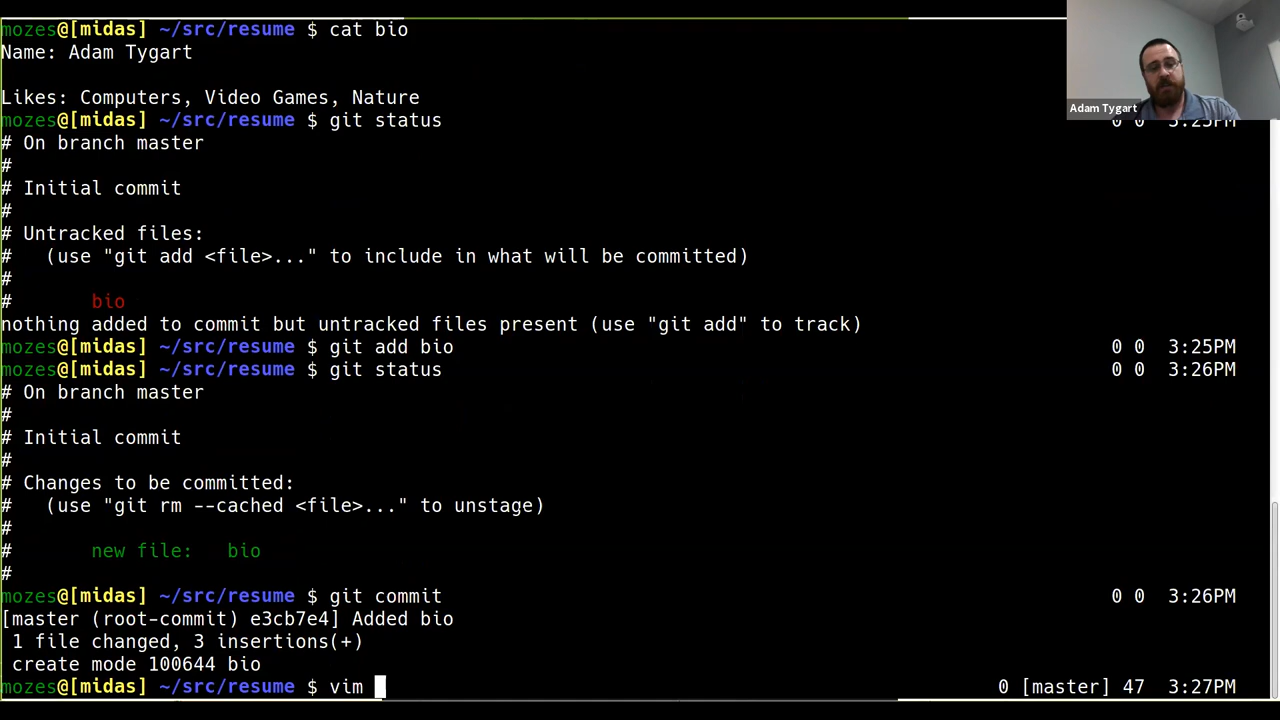 mozes@[midas] ~/src/resume $ cat bio
Name: Adam Tygart
Adam Tygart
Likes: Computers, Video Games, Nature
mozes@[midas] ~/src/resume $ git status 0 0 3:25PM
# On branch master
#
# Initial commit
#
# Untracked files:
# (use "git add <file>..." to include in what will be committed)
#
# bio
nothing added to commit but untracked files present (use "git add" to track)
mozes@[midas] ~/src/resume $ git add bio 0 0 3:25PM
mozes@[midas] ~/src/resume $ git status 0 0 3:26PM
# On branch master
#
# Initial commit
#
# Changes to be committed:
# (use "git rm --cached <file>..." to unstage)
#
# new file: bio
#
mozes@[midas] ~/src/resume $ git commit 0 0 3:26PM
[master (root-commit) e3cb7e4] Added bio
1 file changed, 3 insertions(+)
create mode 100644 bio
mozes@[midas] ~/src/resume $ vim 0 [master] 47 3:27PM